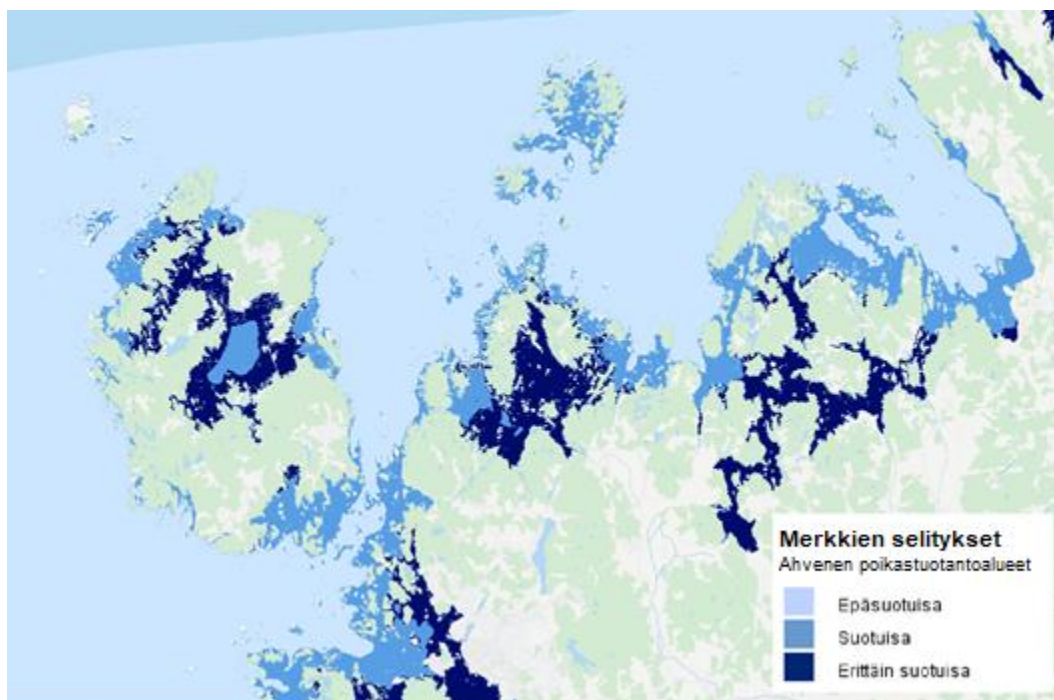 Merkkien selitykset
Ahvenen poikastuotantoalueet
Epäsuotuisa
Suotuisa
Erittäin suotuisa